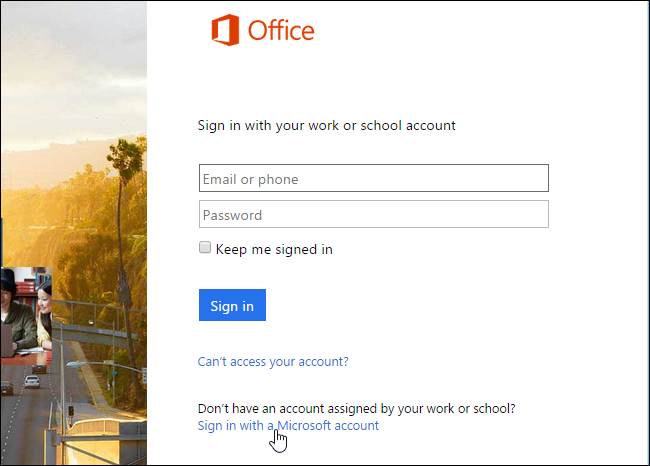 Office
Sign in with your work or school account
Email or phone
Password
Keep me signed in
Sign in
Can't access your account?
Don't have an account assigned by your work or school?
Sign in with a Microsoft account